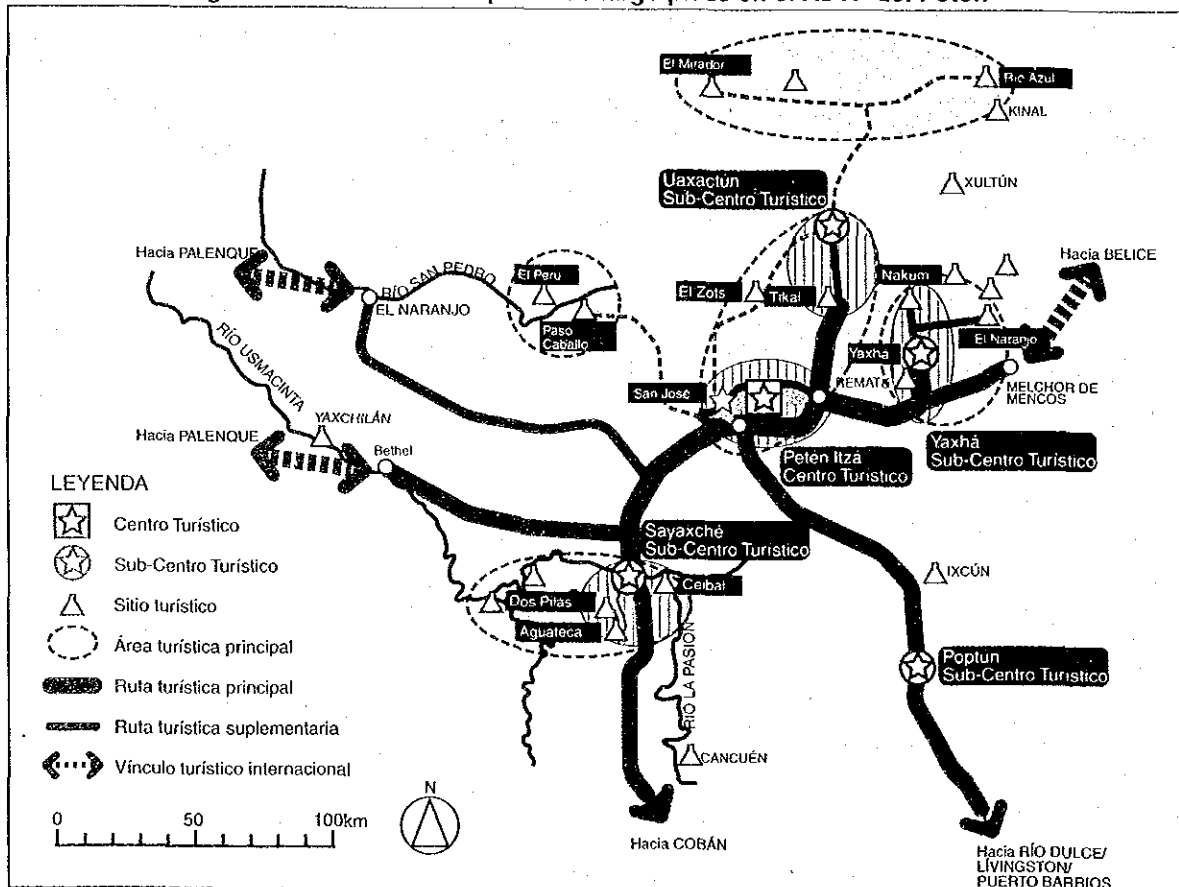 El Mirador
Río Azul
KINAL
Uaxactún
Sub-Centro Turístico
XULTÚN
Hacia PALENQUE
RÍO SAN PEDRO
El Peru
El Zots
Tikal
Nakum
Hacia BELICE
EL NARANJO
Paso
Caballo
RÍO USMACINTA
Yaxhá
El Naranjo
San José
REMATE
MELCHOR DE
MENCOS
YAXCHILÁN
Hacia PALENQUE
Bethel
Petén Itzá
Centro Turístico
Yaxhá
Sub-Centro Turístico
LEYENDA
Centro Turístico
Sub-Centro Turístico
Sitio turístico
Área turística principal
Ruta turística principal
Ruta turística suplementaria
Vínculo turístico internacional
Sayaxché
Sub-Centro Turístico
Ceibal
Dos Pilas
Aguateca
IXCÚN
RÍO LA PASIÓN
Poptún
Sub-Centro Turístico
CANCUÉN
0 50 100km
N
Hacia COBÁN
Hacia RÍO DULCE/
LÍVINGSTON/
PUERTO BARRIOS